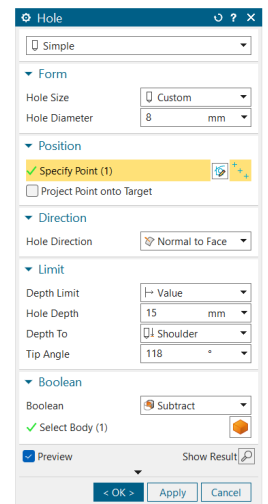 Hole
Simple
Form
Hole Size Custom
Hole Diameter 8 mm
Position
Specify Point (1)
Project Point onto Target
Direction
Hole Direction Normal to Face
Limit
Depth Limit Value
Hole Depth 15 mm
Depth To Shoulder
Tip Angle 118 °
Boolean
Boolean Subtract
Select Body (1)
Preview Show Result
< OK > Apply Cancel